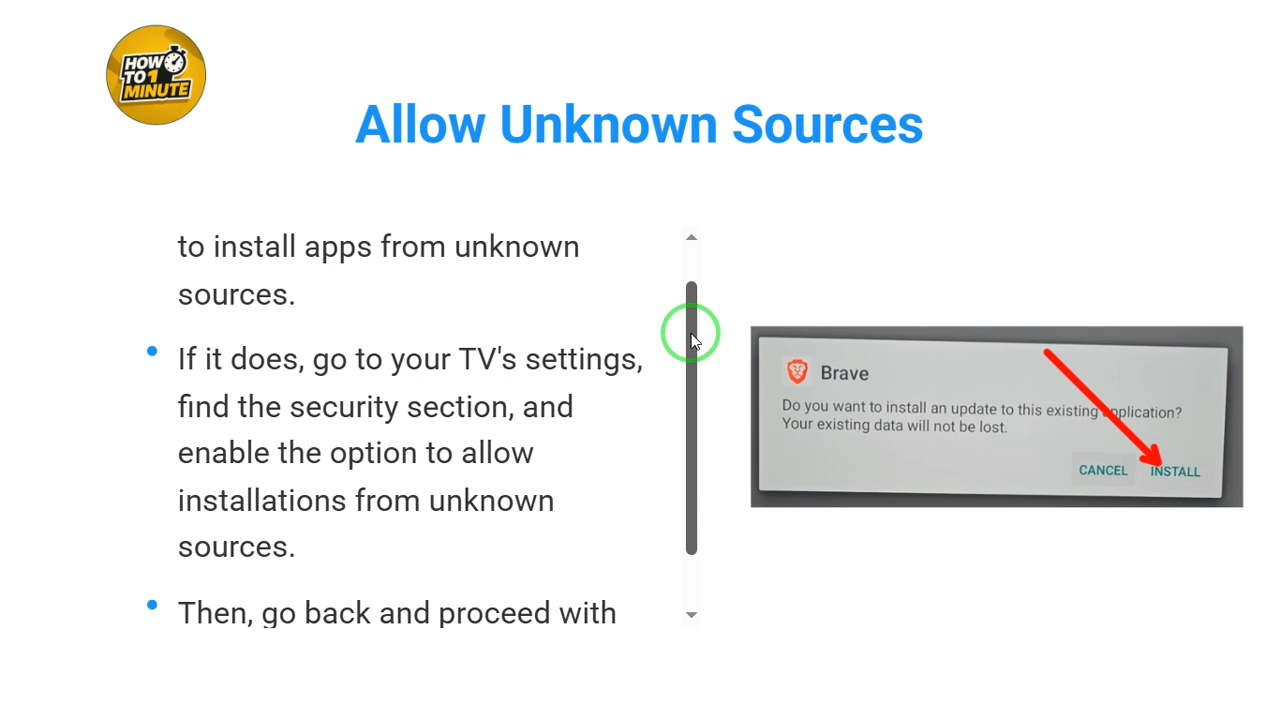 HOW
TO 1
MINUTE
Allow Unknown Sources
to install apps from unknown
sources.
If it does, go to your TV's settings,
find the security section, and
enable the option to allow
installations from unknown
sources.
Then, go back and proceed with
Brave
Do you want to install an update to this existing application?
Your existing data will not be lost.
CANCEL INSTALL